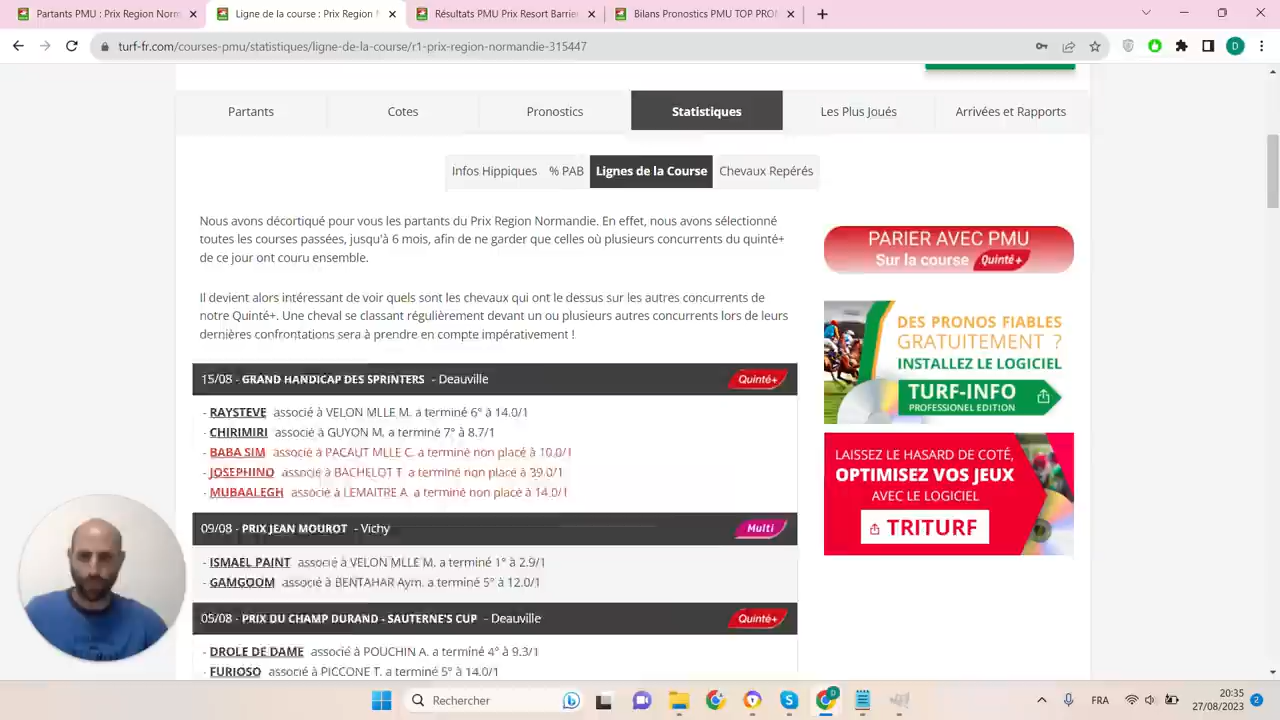 Partants PMU : Prix Region Norm
Ligne de la course : Prix Region N
Résultats PMU Prix Resort Barrier
Bilans Pronostics PMU TOP PRON
turf-fr.com/courses-pmu/statistiques/ligne-de-la-course/r1-prix-region-normandie-315447
D
Partants
Cotes
Pronostics
Statistiques
Les Plus Joués
Arrivées et Rapports
Infos Hippiques
% PAB
Lignes de la Course
Chevaux Repérés
Nous avons décortiqué pour vous les partants du Prix Region Normandie. En effet, nous avons sélectionné
toutes les courses passées, jusqu'à 6 mois, afin de ne garder que celles où plusieurs concurrents du quinté+
de ce jour ont couru ensemble.
Il devient alors intéressant de voir quels sont les chevaux qui ont le dessus sur les autres concurrents de
notre Quinté+. Une cheval se classant régulièrement devant un ou plusieurs autres concurrents lors de leurs
dernières confrontations sera à prendre en compte impérativement !
15/08 - GRAND HANDICAP DES SPRINTERS - Deauville
Quinté+
- RAYSTEVE associé à VELON MLLE M. a terminé 6° à 14.0/1
- CHIRIMIRI associé à GUYON M. a terminé 7° à 8.7/1
- BABA SIM associé à PACAUT MLLE C. a terminé non placé à 10.0/1
- JOSEPHINO associé à BACHELOT T. a terminé non placé à 39.0/1
- MUBAALEGH associé à LEMAITRE A. a terminé non placé à 14.0/1
09/08 - PRIX JEAN MOUROT - Vichy
Multi
- ISMAEL PAINT associé à VELON MLLE M. a terminé 1° à 2.9/1
- GAMGOOM associé à BENTAHAR Aym. a terminé 5° à 12.0/1
05/08 - PRIX DU CHAMP DURAND - SAUTERNE'S CUP - Deauville
Quinté+
- DROLE DE DAME associé à POUCHIN A. a terminé 4° à 9.3/1
- FURIOSO associé à PICCONE T. a terminé 5° à 14.0/1
PARIER AVEC PMU
Sur la course Quinté+
DES PRONOS FIABLES
GRATUITEMENT ?
INSTALLEZ LE LOGICIEL
TURF-INFO
PROFESSIONEL EDITION
LAISSEZ LE HASARD DE COTÉ,
OPTIMISEZ VOS JEUX
AVEC LE LOGICIEL
TRITURF
Rechercher
D
FRA
20:35
27/08/2023
2